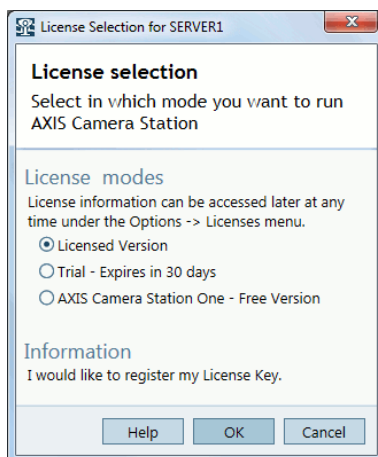 License Selection for SERVER1
License selection
Select in which mode you want to run
AXIS Camera Station
License modes
License information can be accessed later at any
time under the Options -> Licenses menu.
Licensed Version
Trial - Expires in 30 days
AXIS Camera Station One - Free Version
Information
I would like to register my License Key.
Help OK Cancel